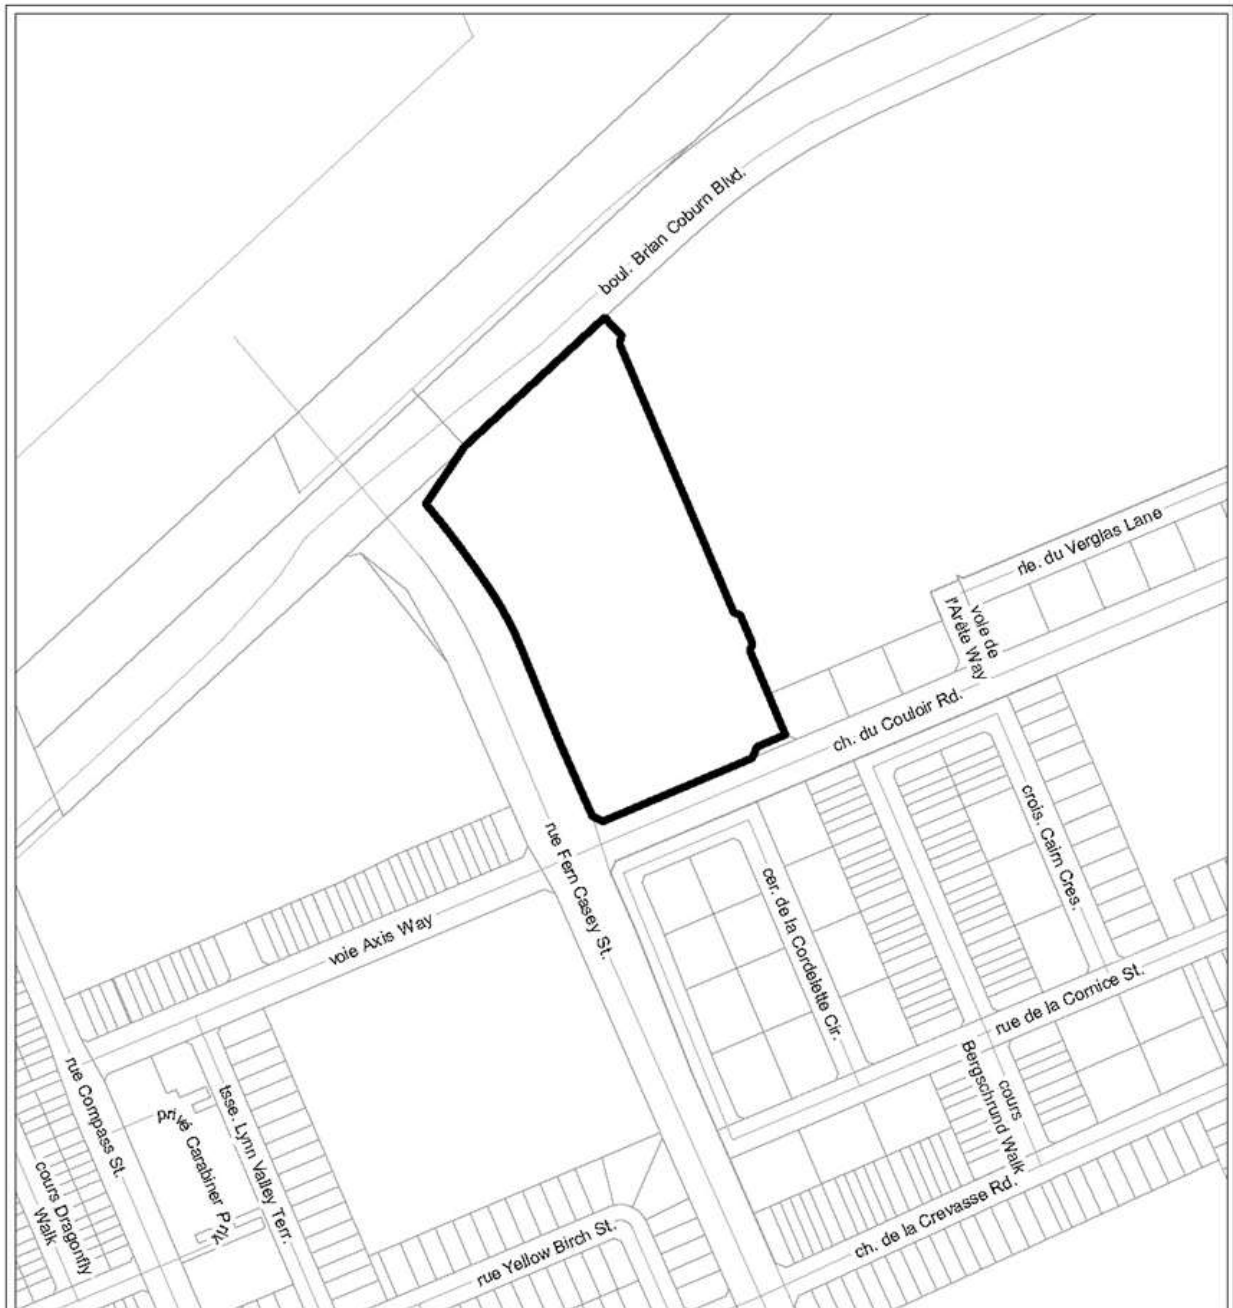 boul. Brian Coburn Blvd.
rle. du Verglas Lane
voie de
l'Arête Way
ch. du Couloir Rd.
crois. Cairn Cres.
rue Fern Casey St.
cer. de la Cordelette Cir.
voie Axis Way
rue de la Cornice St.
rue Compass St.
tsse. Lynn Valley Terr.
privé Carabiner Priv.
cours
Bergschrund Walk
cours Dragonfly
Walk
ch. de la Crevasse Rd.
rue Yellow Birch St.